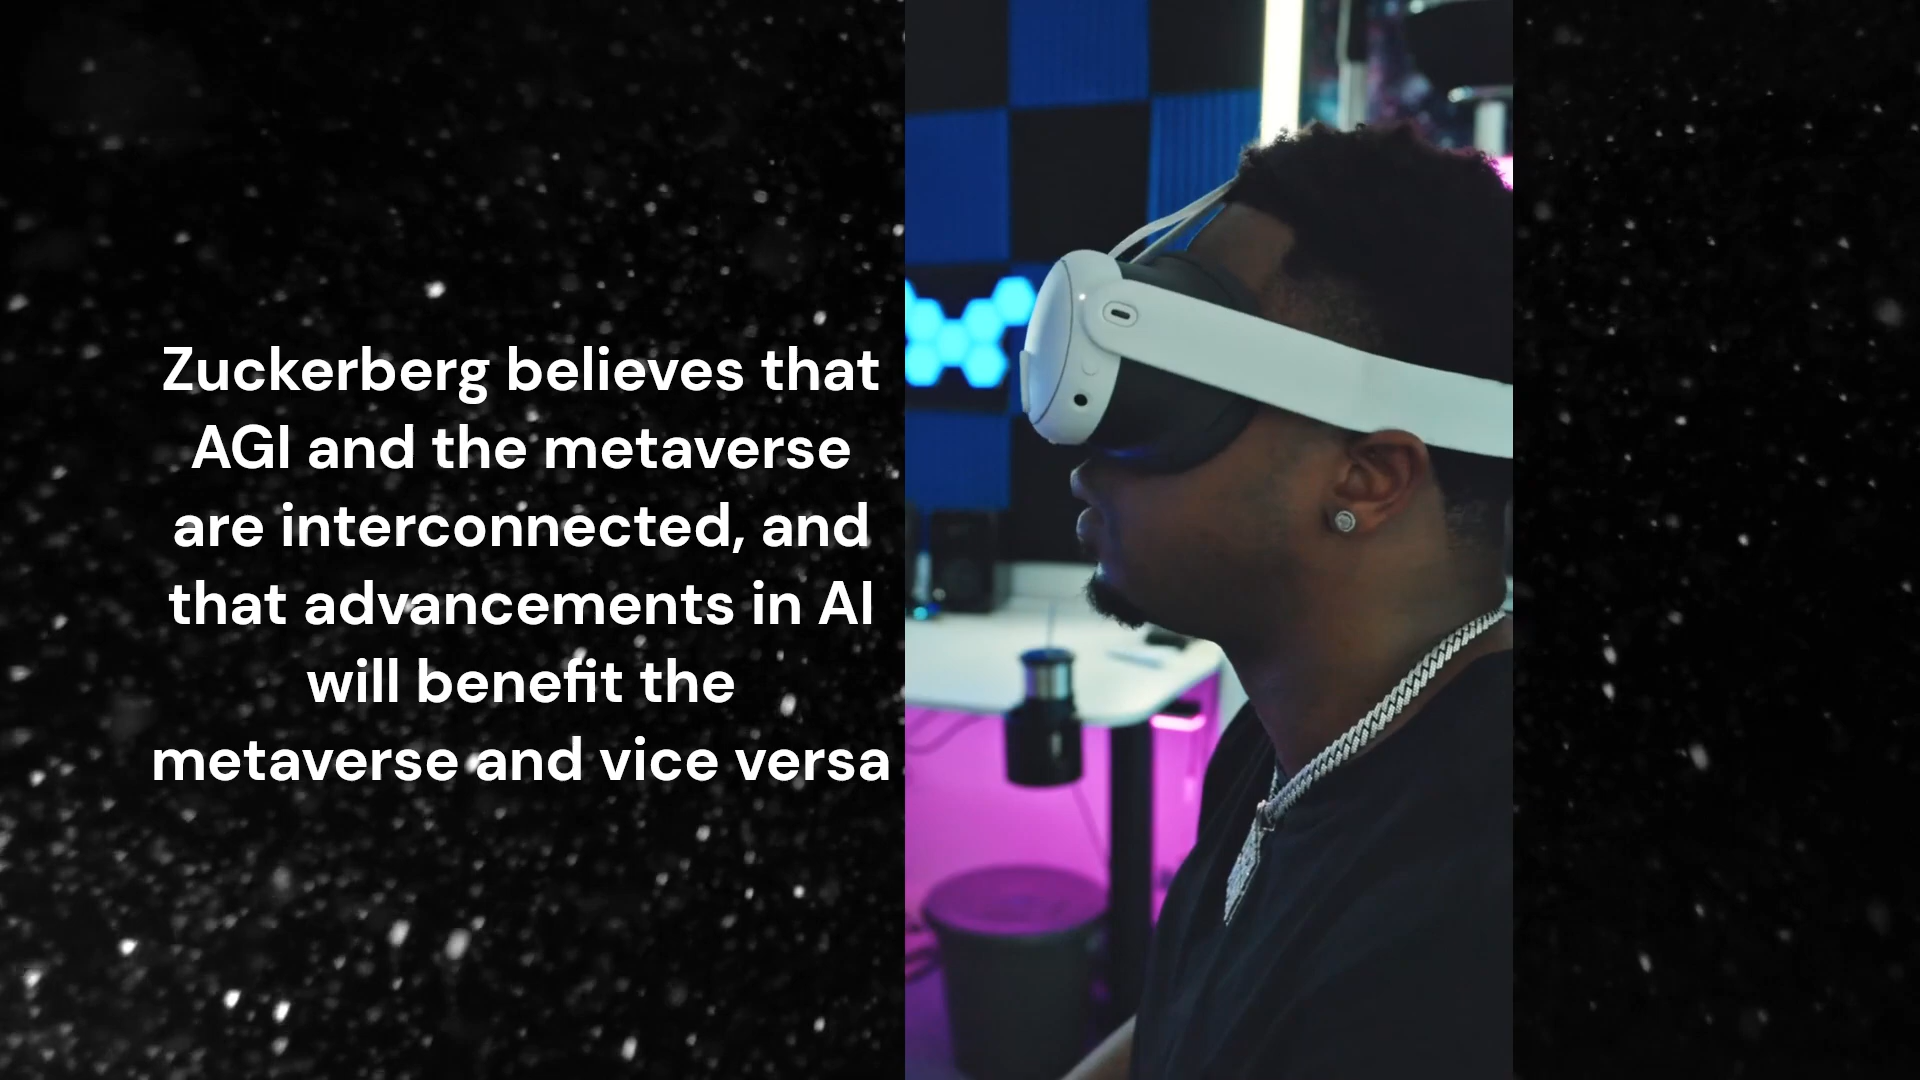 Zuckerberg believes that
AGI and the metaverse
are interconnected, and
that advancements in AI
will benefit the
metaverse and vice versa